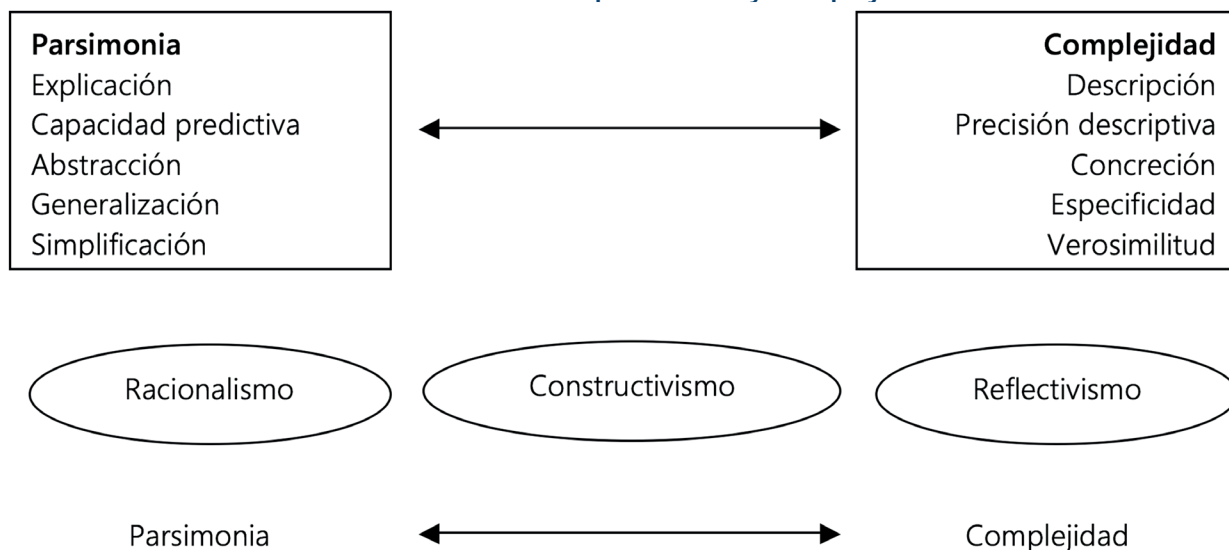 Parsimonia
Explicación
Capacidad predictiva
Abstracción
Generalización
Simplificación
Complejidad
Descripción
Precisión descriptiva
Concreción
Especificidad
Verosimilitud
Racionalismo
Constructivismo
Reflectivismo
Parsimonia
Complejidad